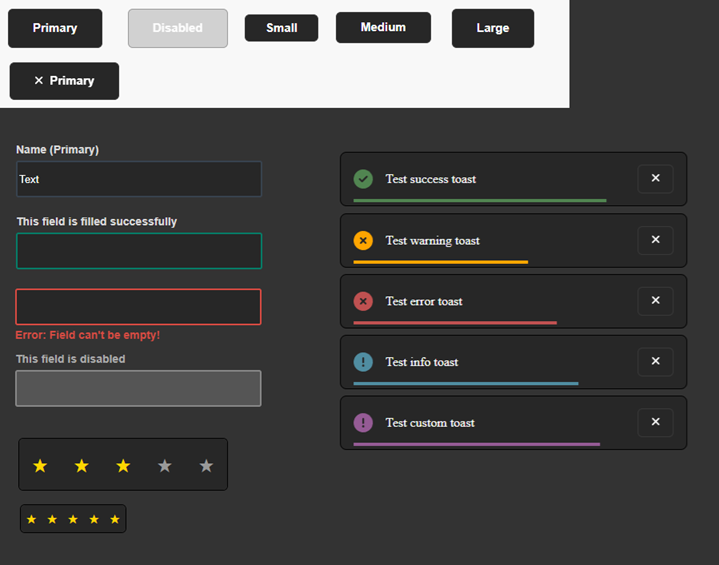 Primary
Disabled
Small
Medium
Large
✕ Primary
Name (Primary)
Text
This field is filled successfully
Error: Field can't be empty!
This field is disabled
Test success toast
Test warning toast
Test error toast
Test info toast
Test custom toast